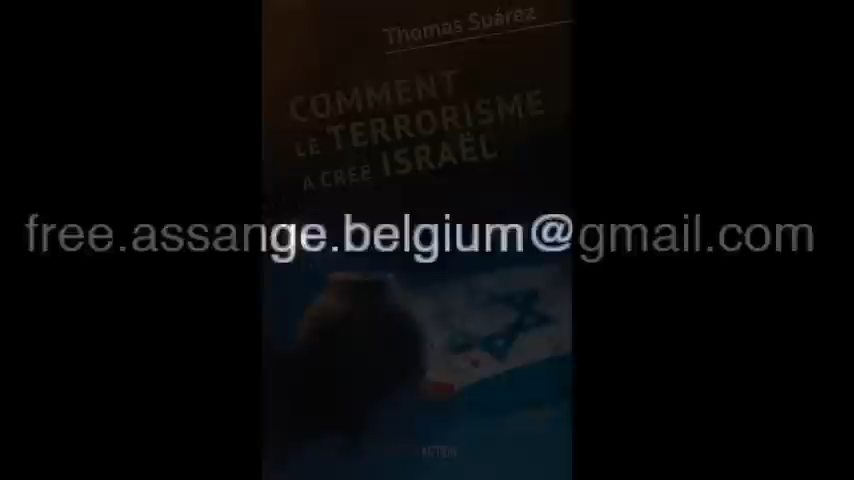 Thomas Suárez
COMMENT
LE TERRORISME
A CRÉÉ ISRAËL
free.assange.belgium@gmail.com